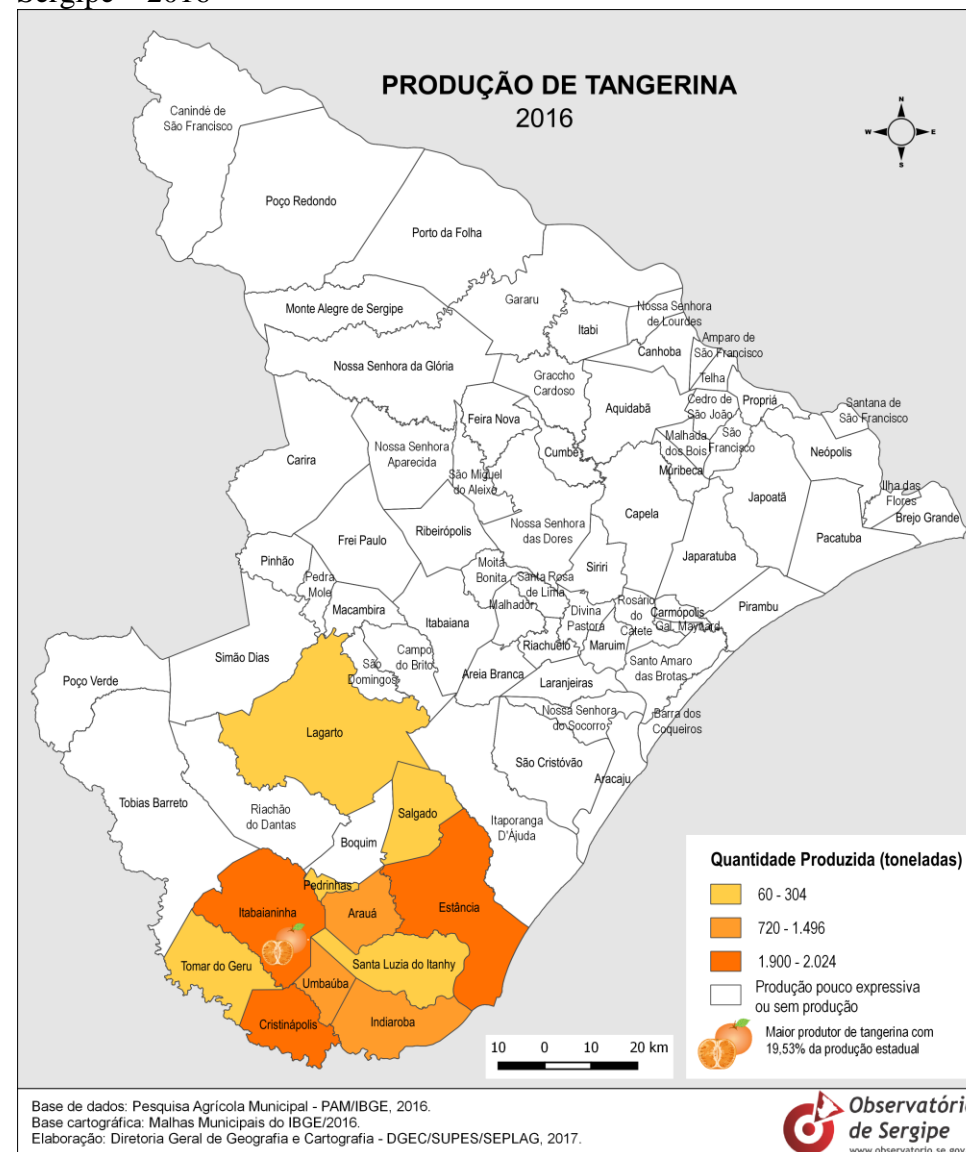 Sergipe – 2016
PRODUÇÃO DE TANGERINA
2016
N
W
E
S
Canindé de
São Francisco
Poço Redondo
Porto da Folha
Gararu
Monte Alegre de Sergipe
Nossa Senhora
de Lourdes
Itabi
Amparo de
São Francisco
Canhoba
Nossa Senhora da Glória
Graccho
Cardoso
Telha
Cedro de
São João
Propriá
Santana de
São Francisco
Aquidabã
Feira Nova
Nossa Senhora
Aparecida
Malhada
dos Bois
São
Francisco
Neópolis
Carira
São Miguel
do Aleixo
Cumbe
Muribeca
Japoatã
Ilha das
Flores
Brejo Grande
Capela
Nossa Senhora
das Dores
Ribeirópolis
Frei Paulo
Pacatuba
Pinhão
Pedra
Mole
Moita
Bonita
Santa Rosa
de Lima
Siriri
Japaratuba
Macambira
Itabaiana
Malhador
Divina
Pastora
Rosário
do
Catete
Carmópolis
Gal. Maynard
Pirambu
Simão Dias
São
Domingos
Campo
do Brito
Riachuelo
Maruim
Santo Amaro
das Brotas
Poço Verde
Areia Branca
Laranjeiras
Nossa Senhora
do Socorro
Barra dos
Coqueiros
Lagarto
São Cristóvão
Aracaju
Tobias Barreto
Riachão
do Dantas
Salgado
Itaporanga
D'Ájuda
Boquim
Pedrinhas
Itabaianinha
Arauá
Estância
Tomar do Geru
Santa Luzia do Itanhy
Umbaúba
Cristinápolis
Indiaroba
Quantidade Produzida (toneladas)
60 - 304
720 - 1.496
1.900 - 2.024
Produção pouco expressiva
ou sem produção
Maior produtor de tangerina com
19,53% da produção estadual
10 0 10 20 km
Base de dados: Pesquisa Agrícola Municipal - PAM/IBGE, 2016.
Base cartográfica: Malhas Municipais do IBGE/2016.
Elaboração: Diretoria Geral de Geografia e Cartografia - DGEC/SUPES/SEPLAG, 2017.
Observatóri
de Sergipe
www.observatorio.se.gov